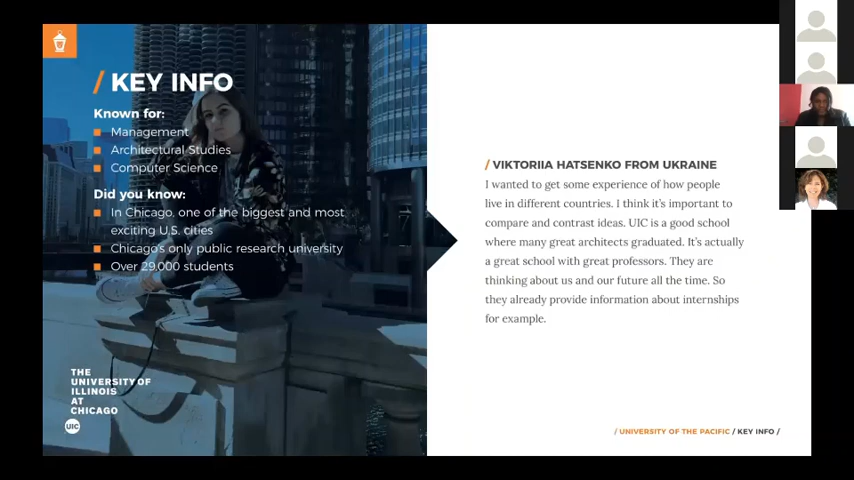 / KEY INFO
Known for:
Management
Architectural Studies
Computer Science
Did you know:
In Chicago, one of the biggest and most
exciting U.S. cities
Chicago's only public research university
Over 29,000 students
THE
UNIVERSITY OF
ILLINOIS
AT
CHICAGO
UIC
/ VIKTORIIA HATSENKO FROM UKRAINE
I wanted to get some experience of how people
live in different countries. I think it's important to
compare and contrast ideas. UIC is a good school
where many great architects graduated. It's actually
a great school with great professors. They are
thinking about us and our future all the time. So
they already provide information about internships
for example.
/ UNIVERSITY OF THE PACIFIC / KEY INFO /